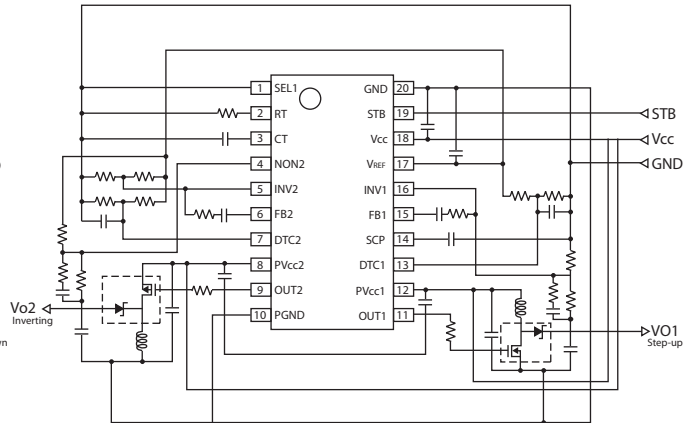 1 SEL1
2 RT
3 CT
4 NON2
5 INV2
6 FB2
7 DTC2
8 PVcc2
9 OUT2
10 PGND
GND 20
STB 19
Vcc 18
VREF 17
INV1 16
FB1 15
SCP 14
DTC1 13
PVcc1 12
OUT1 11
STB
Vcc
GND
Vo2
Inverting
VO1
Step-up
wn